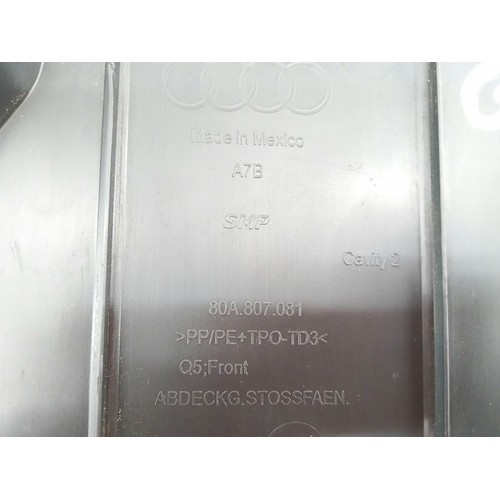 Made in Mexico
A7B
SMP
Cavity 2
80A.807.081
>PP/PE+TPO-TD3<
Q5;Front
ABDECKG.STOSSFAEN.